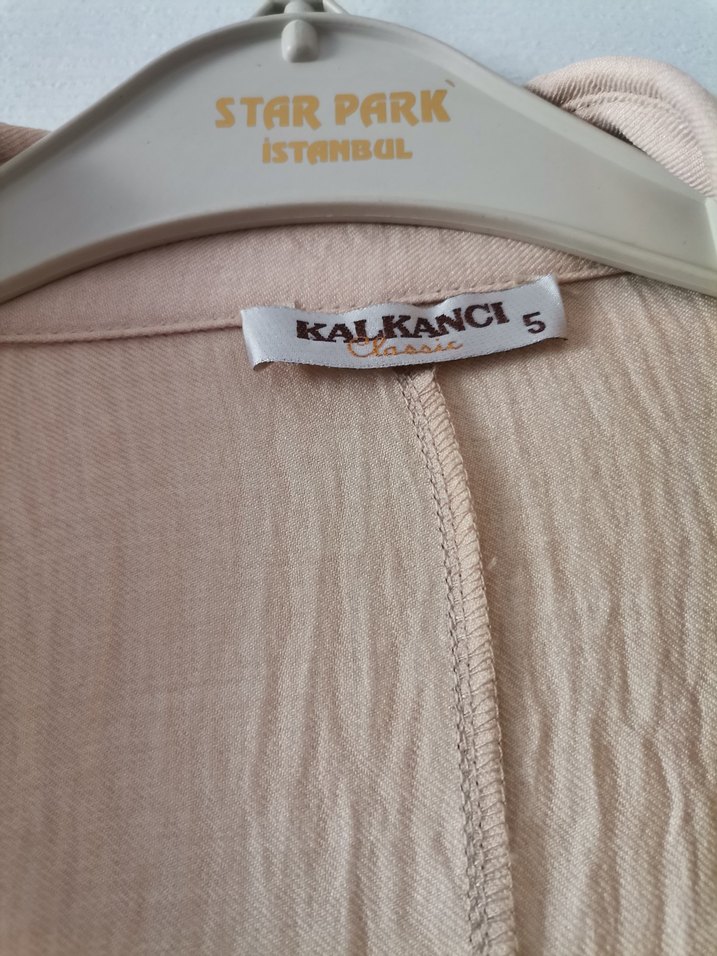 STAR PARK
İSTANBUL
KALKANCI 5
Classic